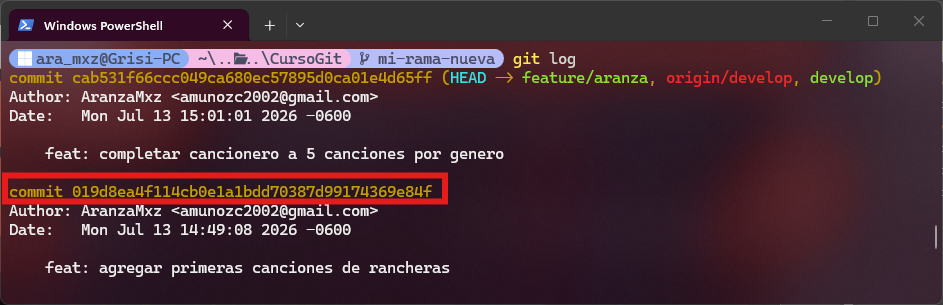 Windows PowerShell
ara_mxz@Grisi-PC ~\..\..\CursoGit mi-rama-nueva git log
commit cab531f66ccc049ca680ec57895d0ca01e4d65ff (HEAD -> feature/aranza, origin/develop, develop)
Author: AranzaMxz <amunozc2002@gmail.com>
Date:   Mon Jul 13 15:01:01 2026 -0600
feat: completar cancionero a 5 canciones por genero
commit 019d8ea4f114cb0e1a1bdd70387d99174369e84f
Author: AranzaMxz <amunozc2002@gmail.com>
Date:   Mon Jul 13 14:49:08 2026 -0600
feat: agregar primeras canciones de rancheras